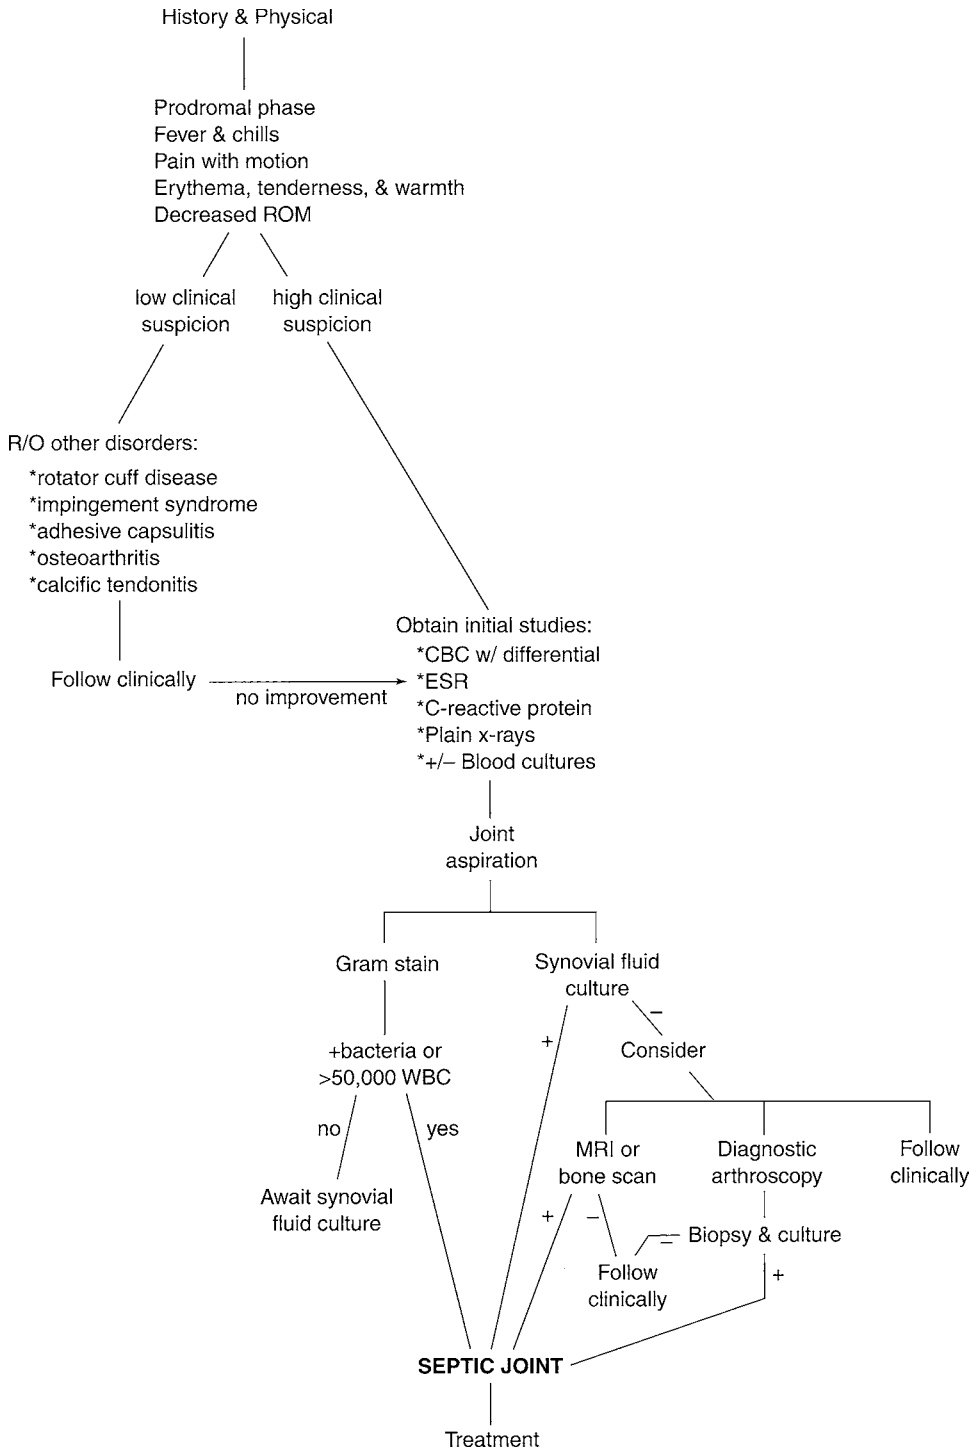 History & Physical
Prodromal phase
Fever & chills
Pain with motion
Erythema, tenderness, & warmth
Decreased ROM
low clinical
suspicion
high clinical
suspicion
R/O other disorders:
*rotator cuff disease
*impingement syndrome
*adhesive capsulitis
*osteoarthritis
*calcific tendonitis
Follow clinically
no improvement
Obtain initial studies:
*CBC w/ differential
*ESR
*C-reactive protein
*Plain x-rays
*+/– Blood cultures
Joint
aspiration
Gram stain
Synovial fluid
culture
+
–
+bacteria or
>50,000 WBC
Consider
no
yes
Await synovial
fluid culture
MRI or
bone scan
Diagnostic
arthroscopy
Follow
clinically
+
–
–
Biopsy & culture
+
Follow
clinically
SEPTIC JOINT
Treatment